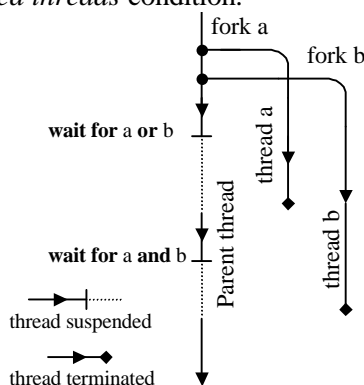 ed threads condition.
fork a
fork b
wait for a or b
thread a
Parent thread
thread b
wait for a and b
thread suspended
thread terminated